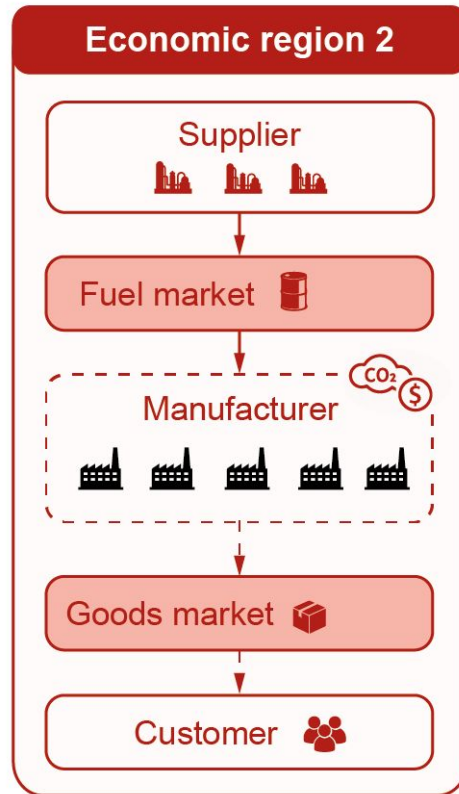 Economic region 2
Supplier
Fuel market
CO₂
$
Manufacturer
Goods market
Customer